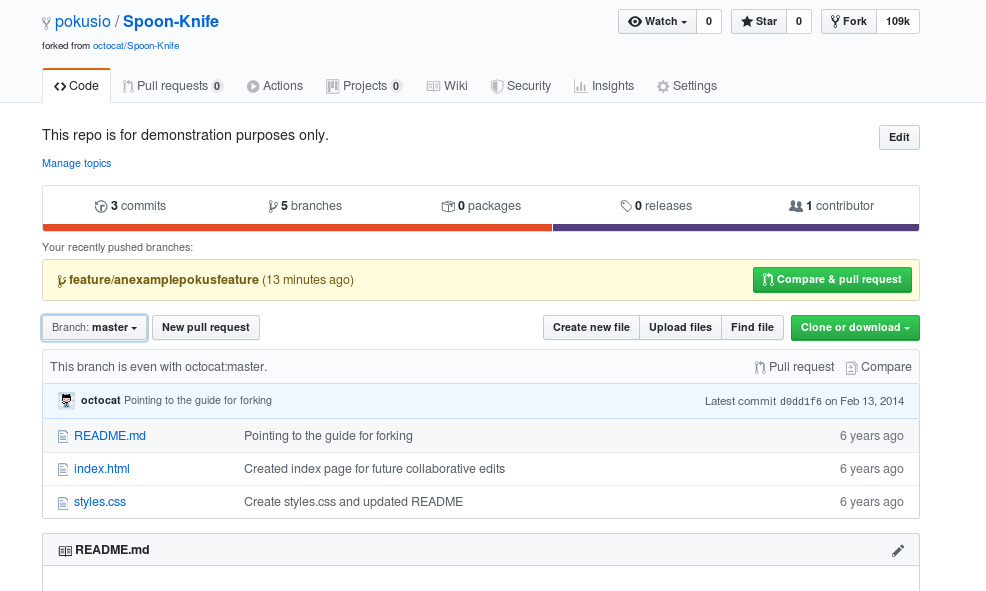 pokusio / Spoon-Knife
Watch 0 Star 0 Fork 109k
forked from octocat/Spoon-Knife
Code Pull requests 0 Actions Projects 0 Wiki Security Insights Settings
This repo is for demonstration purposes only.
Edit
Manage topics
3 commits 5 branches 0 packages 0 releases 1 contributor
Your recently pushed branches:
feature/anexamplepokusfeature (13 minutes ago) Compare & pull request
Branch: master New pull request Create new file Upload files Find file Clone or download
This branch is even with octocat:master. Pull request Compare
octocat Pointing to the guide for forking Latest commit d0dd1f6 on Feb 13, 2014
README.md Pointing to the guide for forking 6 years ago
index.html Created index page for future collaborative edits 6 years ago
styles.css Create styles.css and updated README 6 years ago
README.md